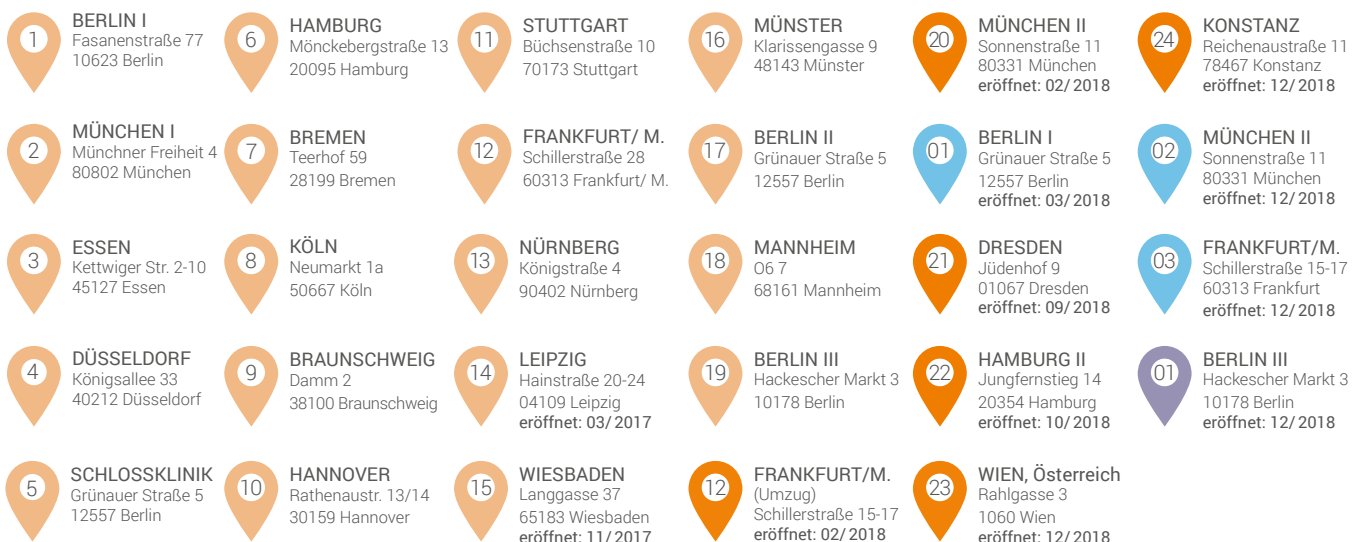 1
BERLIN I
Fasanenstraße 77
10623 Berlin
2
MÜNCHEN I
Münchner Freiheit 4
80802 München
3
ESSEN
Kettwiger Str. 2-10
45127 Essen
4
DÜSSELDORF
Königsallee 33
40212 Düsseldorf
5
SCHLOSSKLINIK
Grünauer Straße 5
12557 Berlin
6
HAMBURG
Mönckebergstraße 13
20095 Hamburg
7
BREMEN
Teerhof 59
28199 Bremen
8
KÖLN
Neumarkt 1a
50667 Köln
9
BRAUNSCHWEIG
Damm 2
38100 Braunschweig
10
HANNOVER
Rathenaustr. 13/14
30159 Hannover
11
STUTTGART
Büchsenstraße 10
70173 Stuttgart
12
FRANKFURT/ M.
Schillerstraße 28
60313 Frankfurt/ M.
13
NÜRNBERG
Königstraße 4
90402 Nürnberg
14
LEIPZIG
Hainstraße 20-24
04109 Leipzig
eröffnet: 03/ 2017
15
WIESBADEN
Langgasse 37
65183 Wiesbaden
eröffnet: 11/ 2017
16
MÜNSTER
Klarissengasse 9
48143 Münster
17
BERLIN II
Grünauer Straße 5
12557 Berlin
18
MANNHEIM
O6 7
68161 Mannheim
19
BERLIN III
Hackescher Markt 3
10178 Berlin
12
FRANKFURT/M.
(Umzug)
Schillerstraße 15-17
eröffnet: 02/ 2018
20
MÜNCHEN II
Sonnenstraße 11
80331 München
eröffnet: 02/ 2018
01
BERLIN I
Grünauer Straße 5
12557 Berlin
eröffnet: 03/ 2018
21
DRESDEN
Jüdenhof 9
01067 Dresden
eröffnet: 09/ 2018
22
HAMBURG II
Jungfernstieg 14
20354 Hamburg
eröffnet: 10/ 2018
23
WIEN, Österreich
Rahlgasse 3
1060 Wien
eröffnet: 12/ 2018
24
KONSTANZ
Reichenaustraße 11
78467 Konstanz
eröffnet: 12/ 2018
02
MÜNCHEN II
Sonnenstraße 11
80331 München
eröffnet: 12/ 2018
03
FRANKFURT/M.
Schillerstraße 15-17
60313 Frankfurt
eröffnet: 12/ 2018
01
BERLIN III
Hackescher Markt 3
10178 Berlin
eröffnet: 12/ 2018